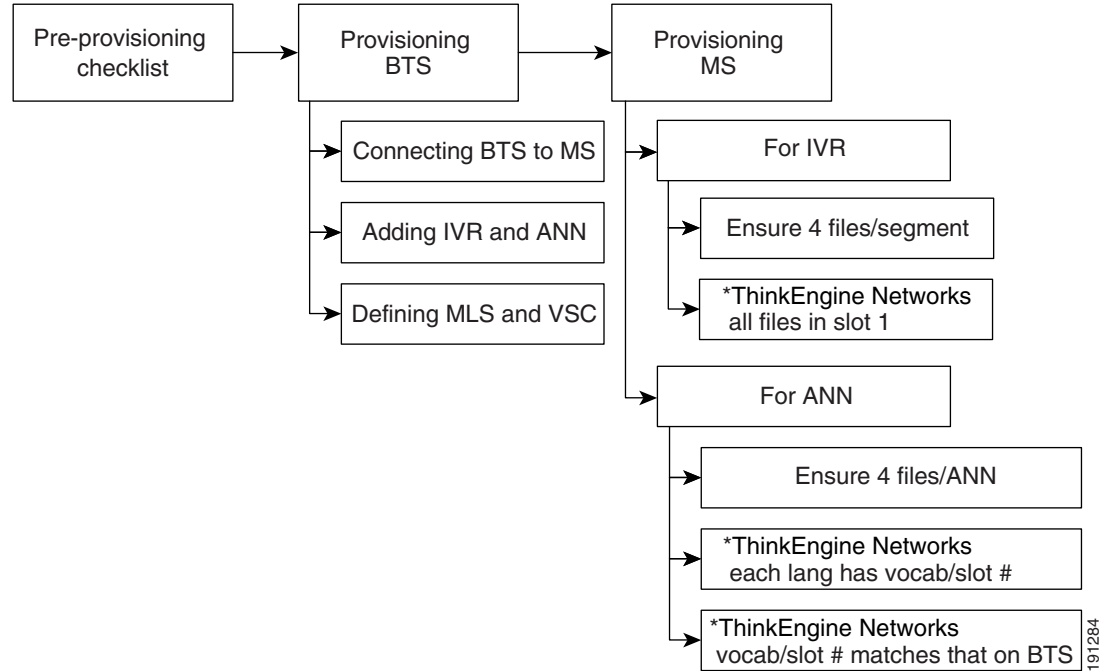 Pre-provisioning
checklist
Provisioning
BTS
Provisioning
MS
Connecting BTS to MS
Adding IVR and ANN
Defining MLS and VSC
For IVR
Ensure 4 files/segment
*ThinkEngine Networks
all files in slot 1
For ANN
Ensure 4 files/ANN
*ThinkEngine Networks
each lang has vocab/slot #
*ThinkEngine Networks
vocab/slot # matches that on BTS
191284